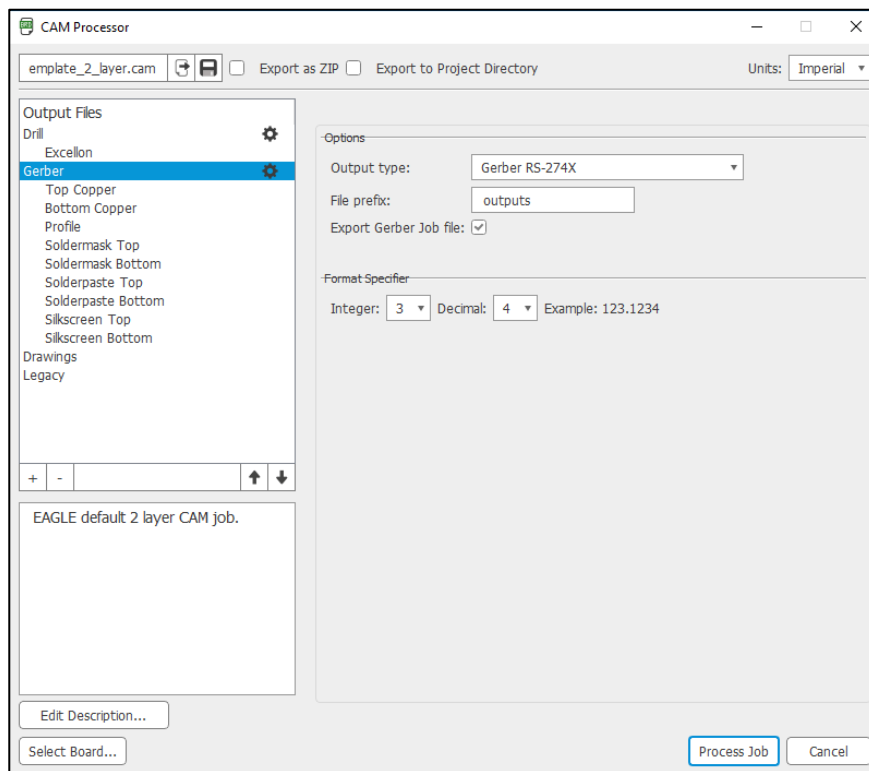 CAM Processor
emplate_2_layer.cam Export as ZIP Export to Project Directory Units: Imperial
Output Files
Drill
Excellon
Gerber
Top Copper
Bottom Copper
Profile
Soldermask Top
Soldermask Bottom
Solderpaste Top
Solderpaste Bottom
Silkscreen Top
Silkscreen Bottom
Drawings
Legacy
+ -
EAGLE default 2 layer CAM job.
Edit Description...
Select Board...
Options
Output type: Gerber RS-274X
File prefix: outputs
Export Gerber Job file:
Format Specifier
Integer: 3 Decimal: 4 Example: 123.1234
Process Job Cancel